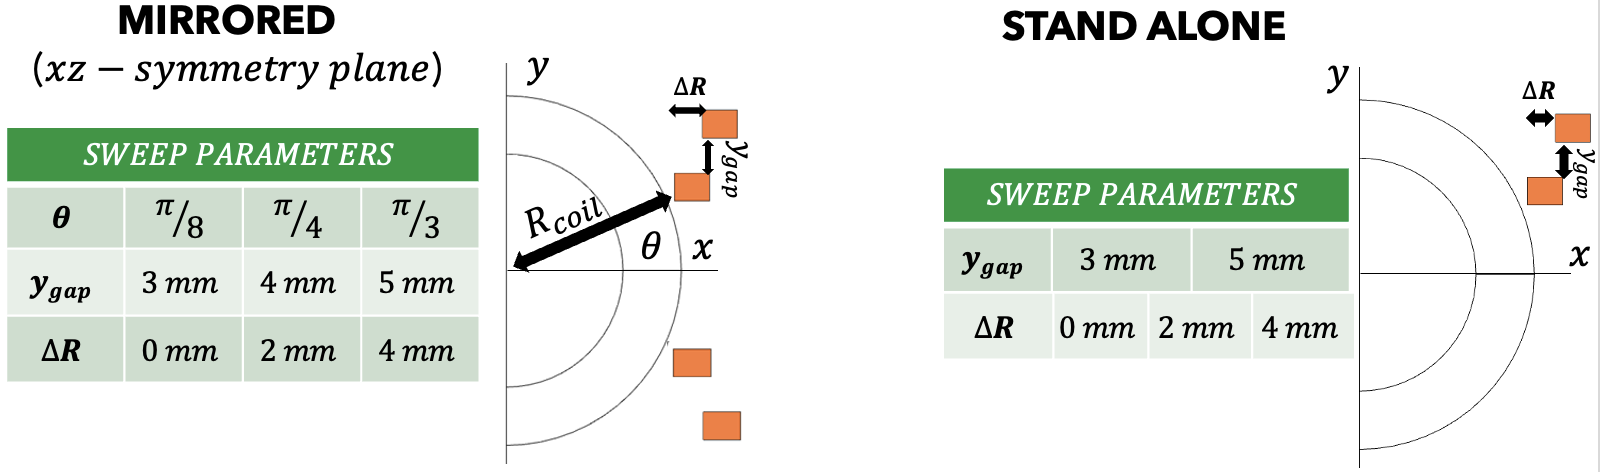 MIRRORED
(xz − symmetry plane)
SWEEP PARAMETERS
θ π/8 π/4 π/3
y_gap 3 mm 4 mm 5 mm
ΔR 0 mm 2 mm 4 mm
y
ΔR
y_gap
R_coil
θ
x
STAND ALONE
SWEEP PARAMETERS
y_gap 3 mm 5 mm
ΔR 0 mm 2 mm 4 mm
y
ΔR
y_gap
x